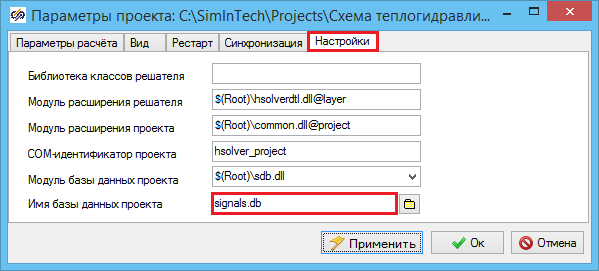 Параметры проекта: C:\SimInTech\Projects\Схема теплогидравли...
Параметры расчёта Вид Рестарт Синхронизация Настройки
Библиотека классов решателя
Модуль расширения решателя $(Root)\hsolverdtl.dll@layer
Модуль расширения проекта $(Root)\common.dll@project
COM-идентификатор проекта hsolver_project
Модуль базы данных проекта $(Root)\sdb.dll
Имя базы данных проекта signals.db
Применить Ок Отмена